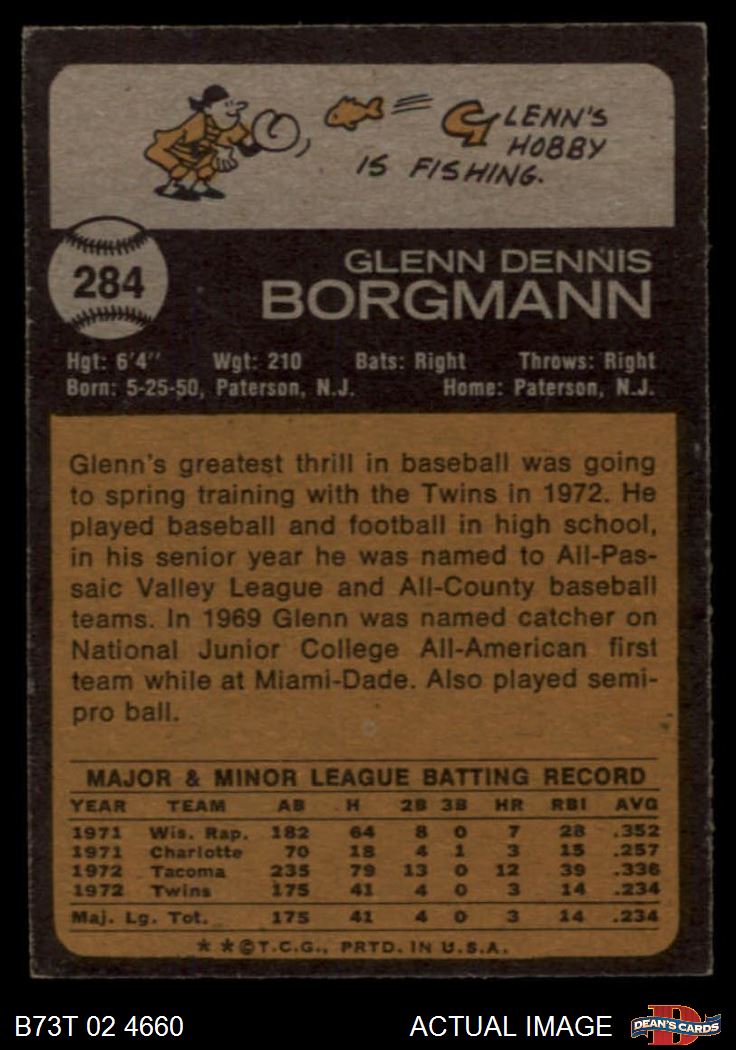 GLENN'S
HOBBY
IS FISHING.
284
GLENN DENNIS
BORGMANN
Hgt: 6'4" Wgt: 210 Bats: Right Throws: Right
Born: 5-25-50, Paterson, N.J. Home: Paterson, N.J.
Glenn's greatest thrill in baseball was going
to spring training with the Twins in 1972. He
played baseball and football in high school,
in his senior year he was named to All-Pas-
saic Valley League and All-County baseball
teams. In 1969 Glenn was named catcher on
National Junior College All-American first
team while at Miami-Dade. Also played semi-
pro ball.
MAJOR & MINOR LEAGUE BATTING RECORD
YEAR TEAM AB H 2B 3B HR RBI AVG
1971 Wis. Rap. 182 64 8 0 7 28 .352
1971 Charlotte 70 18 4 1 3 15 .257
1972 Tacoma 235 79 13 0 12 39 .336
1972 Twins 175 41 4 0 3 14 .234
Maj. Lg. Tot. 175 41 4 0 3 14 .234
* * © T.C.G., PRTD. IN U.S.A.
B73T 02 4660 ACTUAL IMAGE DEAN'S CARDS